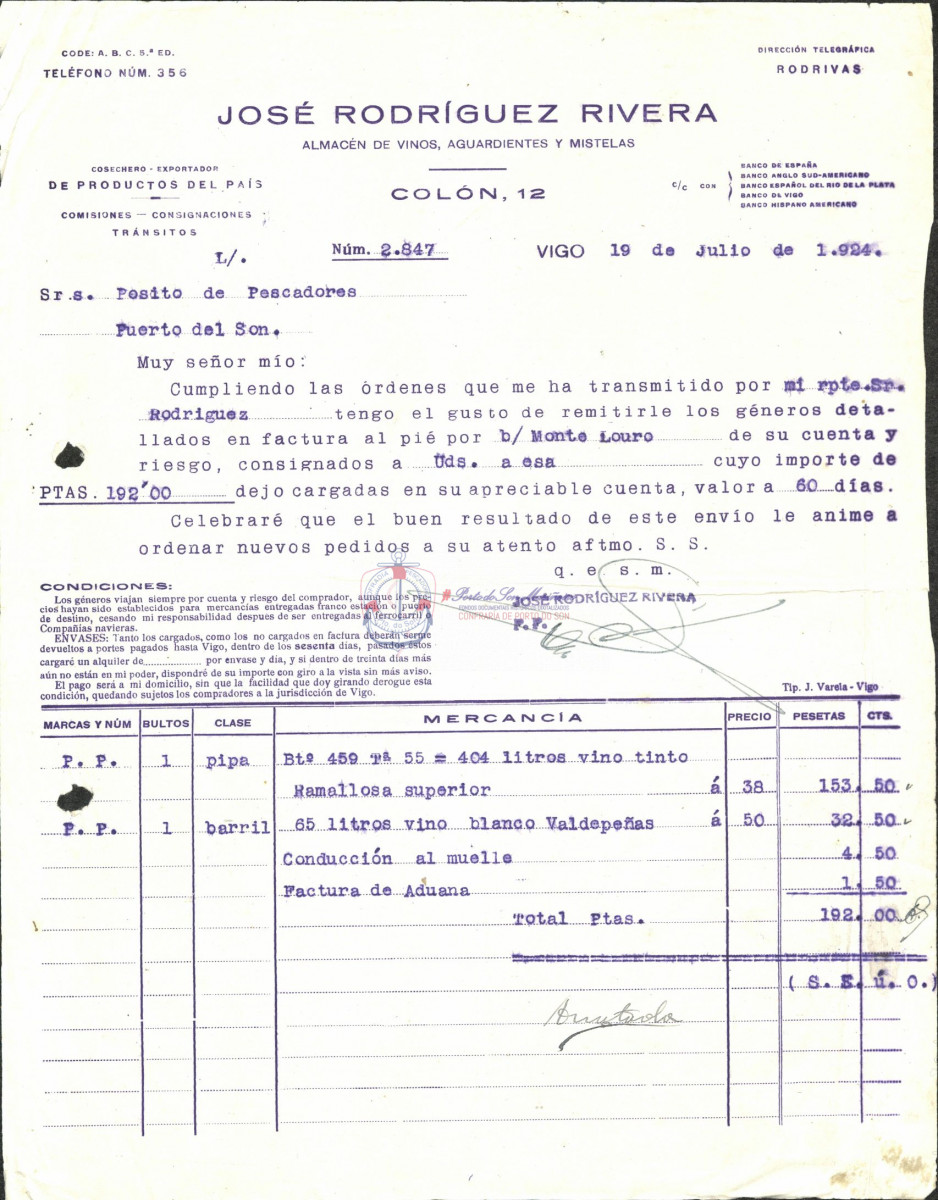 CODE: A. B. C. 5.ª ED.
TELÉFONO NÚM. 356
DIRECCIÓN TELEGRÁFICA
RODRIVAS
JOSÉ RODRÍGUEZ RIVERA
ALMACÉN DE VINOS, AGUARDIENTES Y MISTELAS
COSECHERO - EXPORTADOR
DE PRODUCTOS DEL PAÍS
COMISIONES — CONSIGNACIONES
TRÁNSITOS
COLÓN, 12
c/c CON
BANCO DE ESPAÑA
BANCO ANGLO SUD-AMERICANO
BANCO ESPAÑOL DEL RIO DE LA PLATA
BANCO DE VIGO
BANCO HISPANO AMERICANO
L/. Núm. 2.847 VIGO 19 de Julio de 1.924.
Sr.s. Posito de Pescadores
Puerto del Son.
Muy señor mío:
Cumpliendo las órdenes que me ha transmitido por mi rpte.Sr.
Rodriguez tengo el gusto de remitirle los géneros deta-
llados en factura al pié por b/ Monte Louro de su cuenta y
riesgo, consignados a Uds. a esa cuyo importe de
PTAS. 192'00 dejo cargadas en su apreciable cuenta, valor a 60 días.
Celebraré que el buen resultado de este envío le anime a
ordenar nuevos pedidos a su atento aftmo. S. S.
q. e s. m.
JOSÉ RODRÍGUEZ RIVERA
P. P.
#Porto do Son
CONFRARÍA DE PORTO DO SON
CONDICIONES:
Los géneros viajan siempre por cuenta y riesgo del comprador, aunque los pre-
cios hayan sido establecidos para mercancías entregadas franco estación o puerto
de destino, cesando mi responsabilidad despues de ser entregadas al ferrocarril o
Compañias navieras.
ENVASES: Tanto los cargados, como los no cargados en factura deberán serme
devueltos a portes pagados hasta Vigo, dentro de los sesenta días, pasados éstos
cargaré un alquiler de por envase y día, y si dentro de treinta días más
aún no están en mi poder, dispondré de su importe con giro a la vista sin más aviso.
El pago será a mi domicilio, sin que la facilidad que doy girando derogue esta
condición, quedando sujetos los compradores a la jurisdicción de Vigo.
Tip. J. Varela - Vigo
MARCAS Y NÚM BULTOS CLASE MERCANCÍA PRECIO PESETAS CTS.
P. P. 1 pipa Btº 459 Tª 55 = 404 litros vino tinto
Ramallosa superior á 38 153. 50
P. P. 1 barril 65 litros vino blanco Valdepeñas á 50 32. 50
Conducción al muelle 4. 50
Factura de Aduana 1. 50
Total Ptas. 192. 00
( S. E. ú. O.)
Anotada